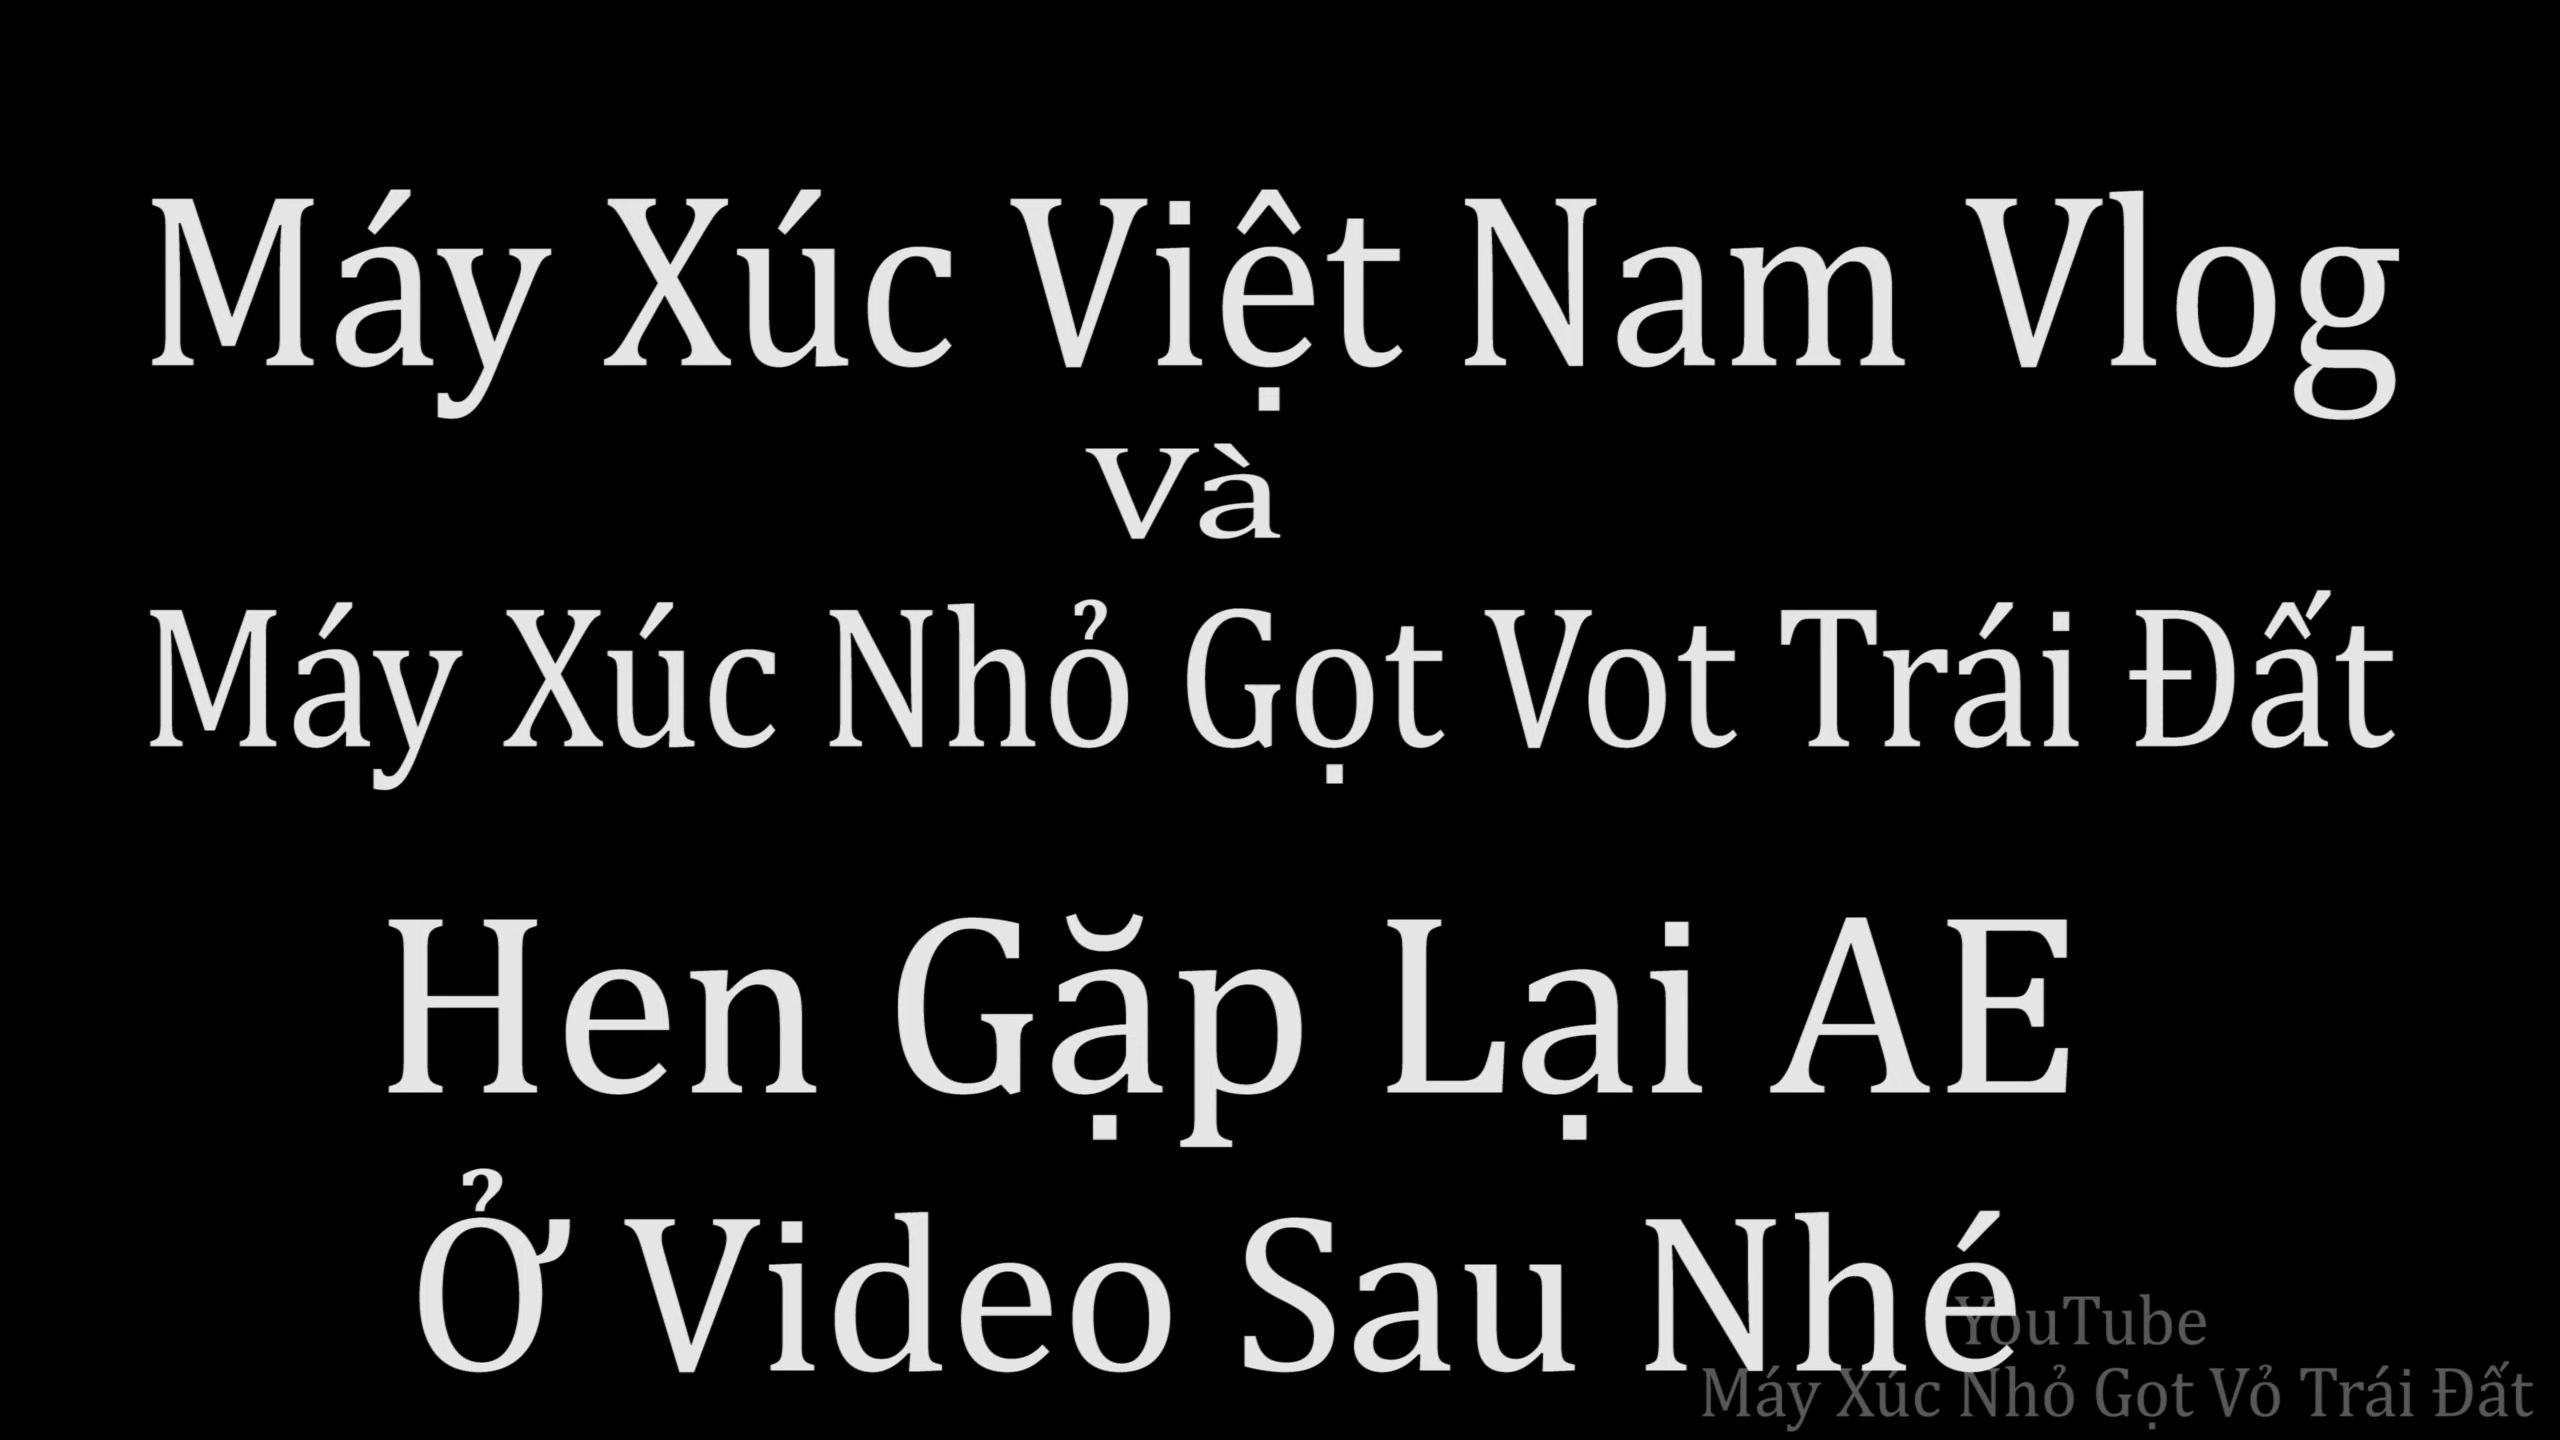 Máy Xúc Việt Nam Vlog
Và
Máy Xúc Nhỏ Gọt Vot Trái Đất
Hen Gặp Lại AE
Ở Video Sau Nhé
YouTube
Máy Xúc Nhỏ Gọt Vỏ Trái Đất